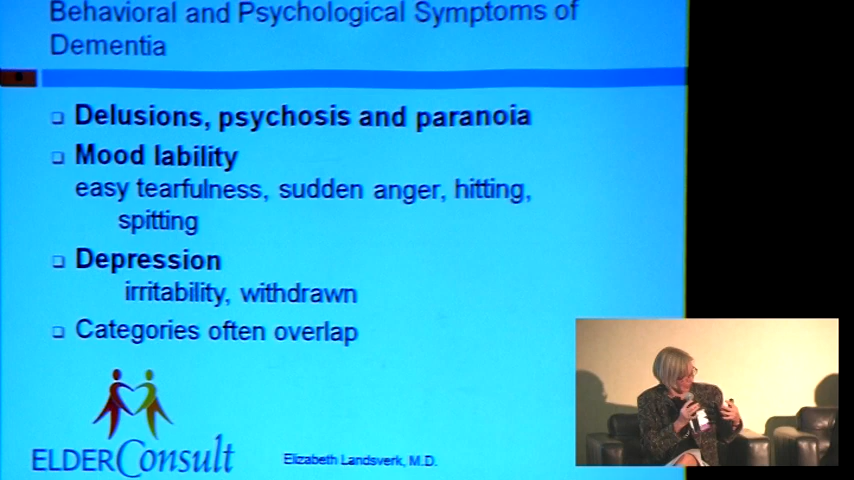 Behavioral and Psychological Symptoms of
Dementia
8
Delusions, psychosis and paranoia
Mood lability
easy tearfulness, sudden anger, hitting,
spitting
Depression
irritability, withdrawn
Categories often overlap
ELDERConsult
Elizabeth Landsverk, M.D.